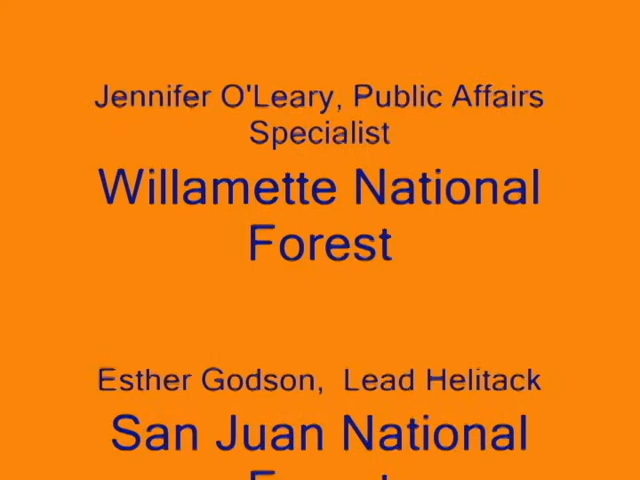 Jennifer O'Leary, Public Affairs
Specialist
Willamette National
Forest
Esther Godson, Lead Helitack
San Juan National